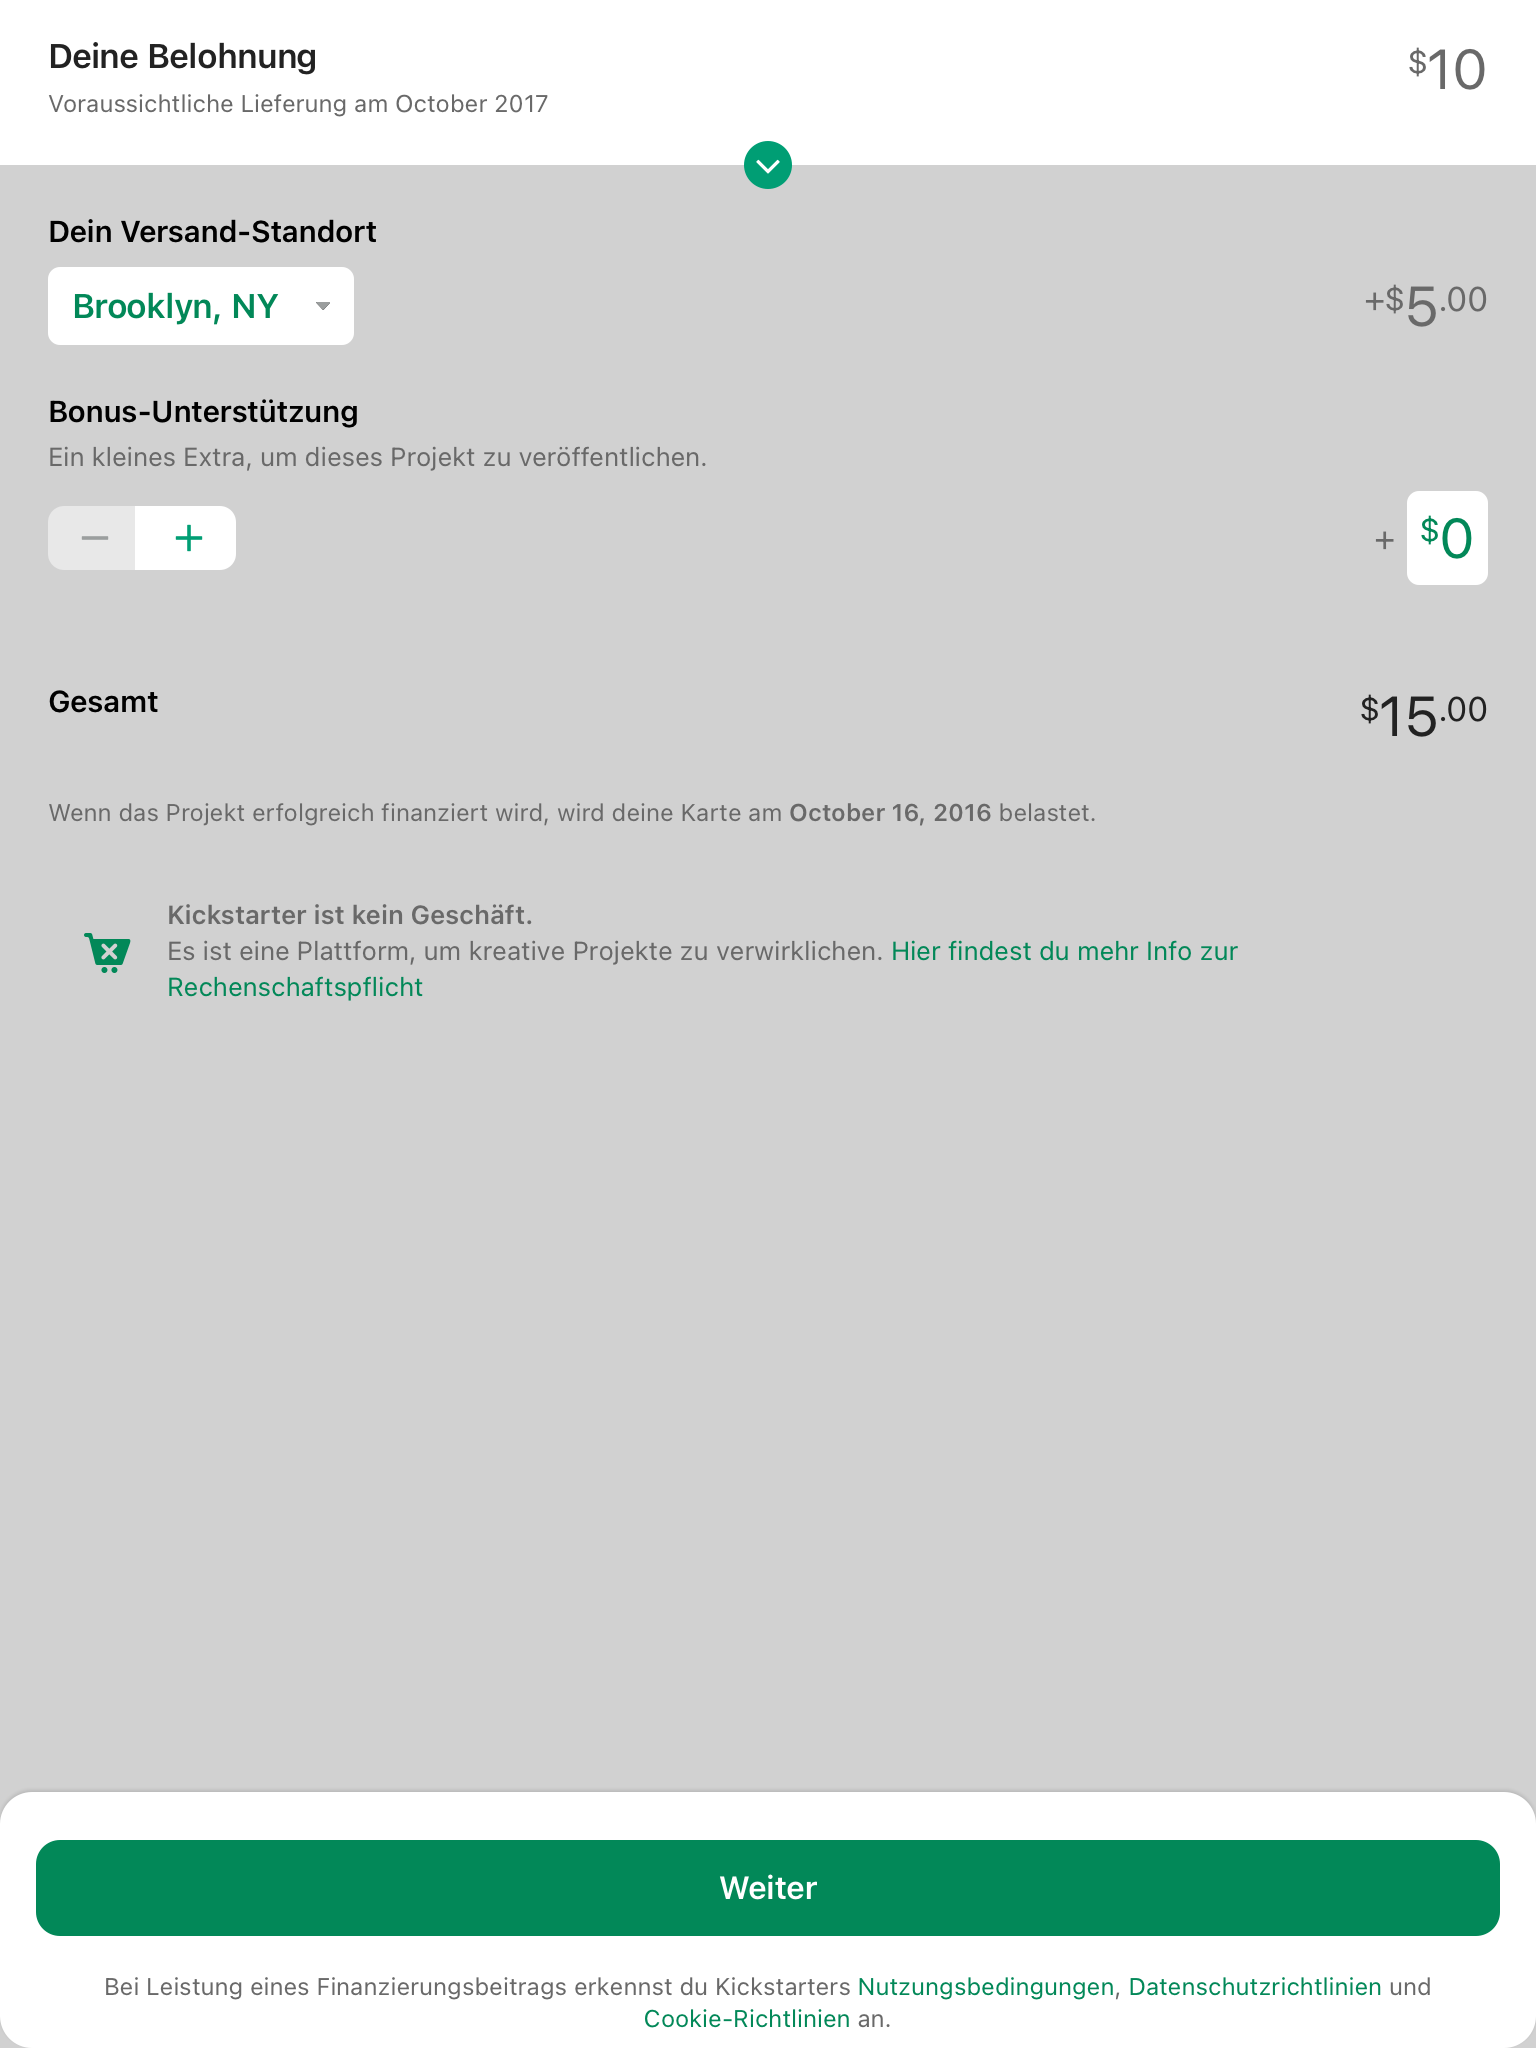 Deine Belohnung
$10
Voraussichtliche Lieferung am October 2017
Dein Versand-Standort
Brooklyn, NY
+$5.00
Bonus-Unterstützung
Ein kleines Extra, um dieses Projekt zu veröffentlichen.
+ $0
Gesamt
$15.00
Wenn das Projekt erfolgreich finanziert wird, wird deine Karte am October 16, 2016 belastet.
Kickstarter ist kein Geschäft.
Es ist eine Plattform, um kreative Projekte zu verwirklichen. Hier findest du mehr Info zur
Rechenschaftspflicht
Weiter
Bei Leistung eines Finanzierungsbeitrags erkennst du Kickstarters Nutzungsbedingungen, Datenschutzrichtlinien und
Cookie-Richtlinien an.